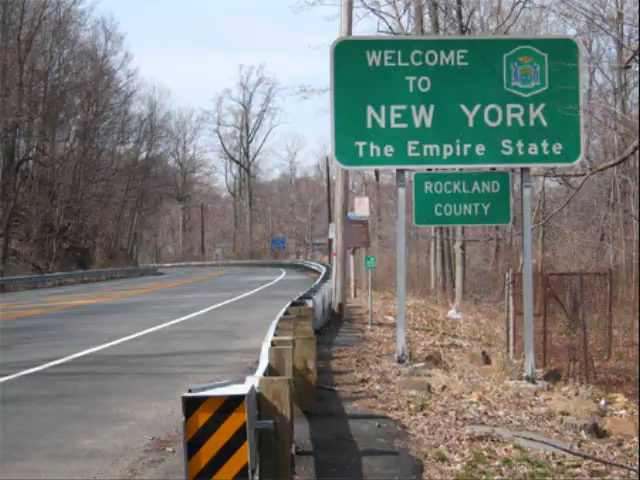 WELCOME
TO
NEW YORK
The Empire State
ROCKLAND
COUNTY